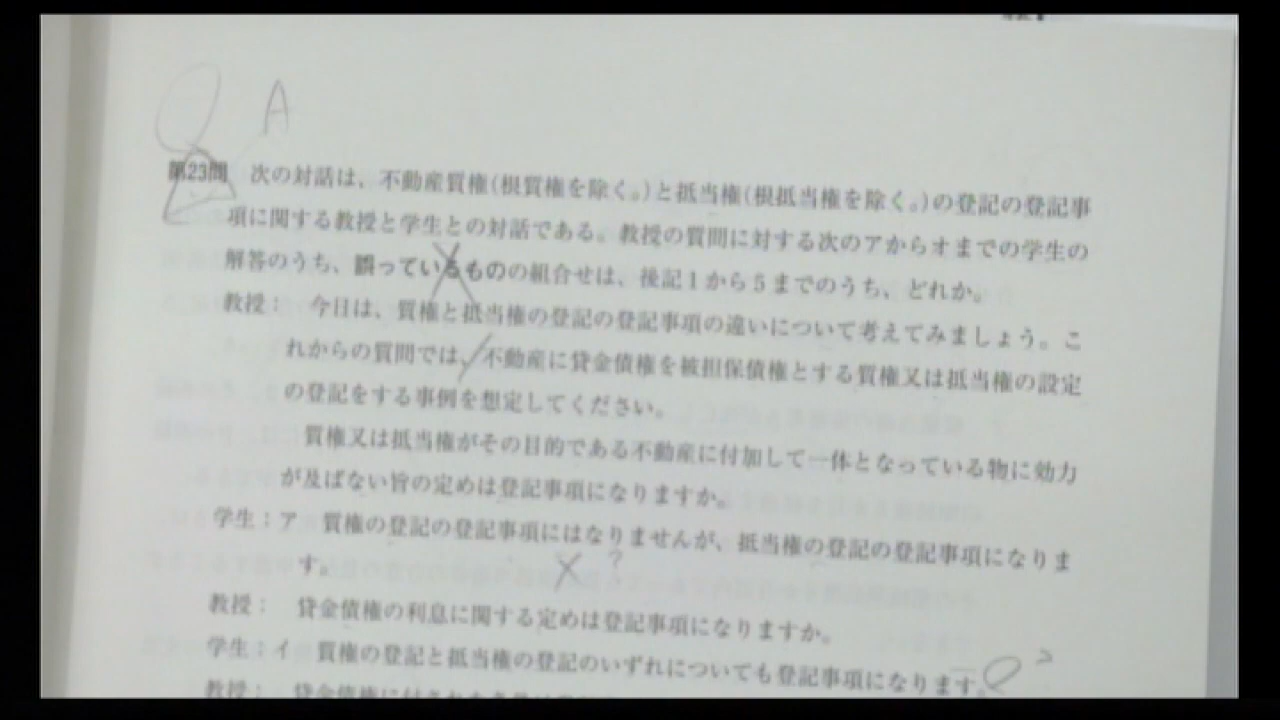 Q A
第23問 次の対話は、不動産質権(根質権を除く。)と抵当権(根抵当権を除く。)の登記の登記事
項に関する教授と学生との対話である。教授の質問に対する次のアからオまでの学生の
解答のうち、誤っているものの組合せは、後記1から5までのうち、どれか。
教授: 今日は、質権と抵当権の登記の登記事項の違いについて考えてみましょう。こ
れからの質問では、不動産に貸金債権を被担保債権とする質権又は抵当権の設定
の登記をする事例を想定してください。
質権又は抵当権がその目的である不動産に付加して一体となっている物に効力
が及ばない旨の定めは登記事項になりますか。
学生:ア 質権の登記の登記事項にはなりませんが、抵当権の登記の登記事項になりま
す。
× ?
教授: 貸金債権の利息に関する定めは登記事項になりますか。
学生:イ 質権の登記と抵当権の登記のいずれについても登記事項になります。
教授: 貸金債権に付された